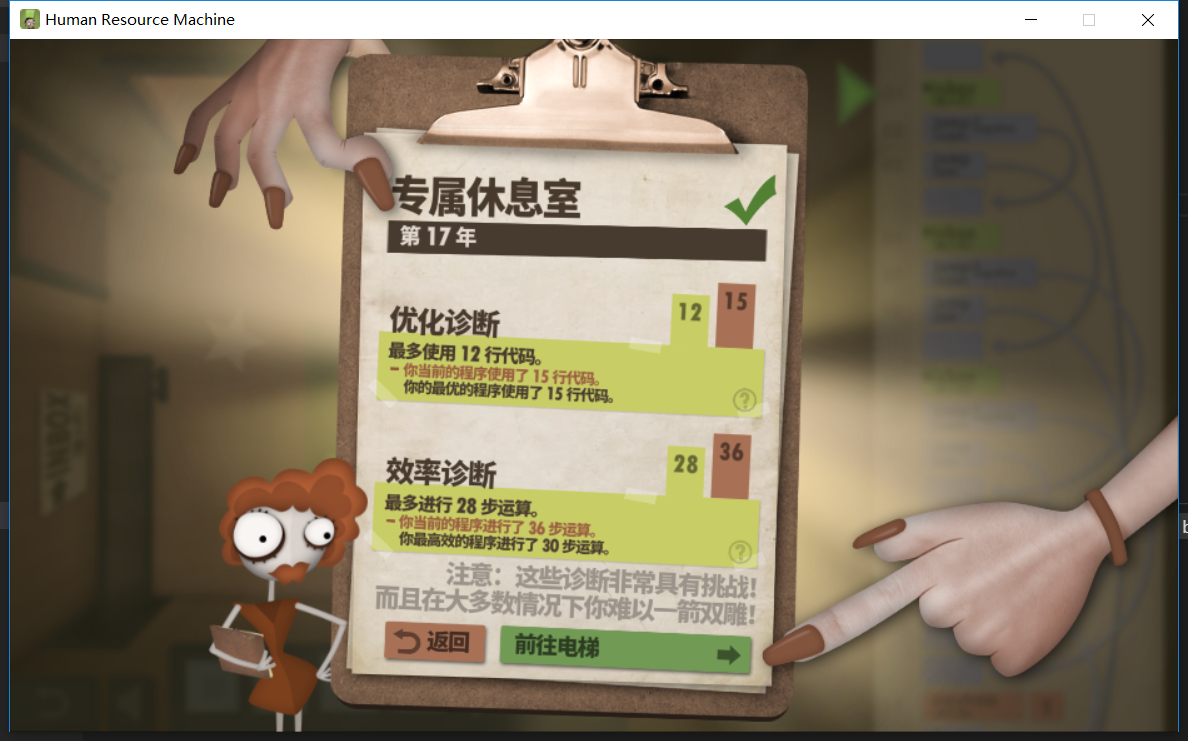 Human Resource Machine
专属休息室
第 17 年
12
15
优化诊断
最多使用 12 行代码。
- 你当前的程序使用了 15 行代码。
你的最优的程序使用了 15 行代码。
?
28
36
效率诊断
最多进行 28 步运算。
- 你当前的程序进行了 36 步运算。
你最高效的程序进行了 30 步运算。
?
注意：这些诊断非常具有挑战!
而且在大多数情况下你难以一箭双雕!
返回
前往电梯
INBOX